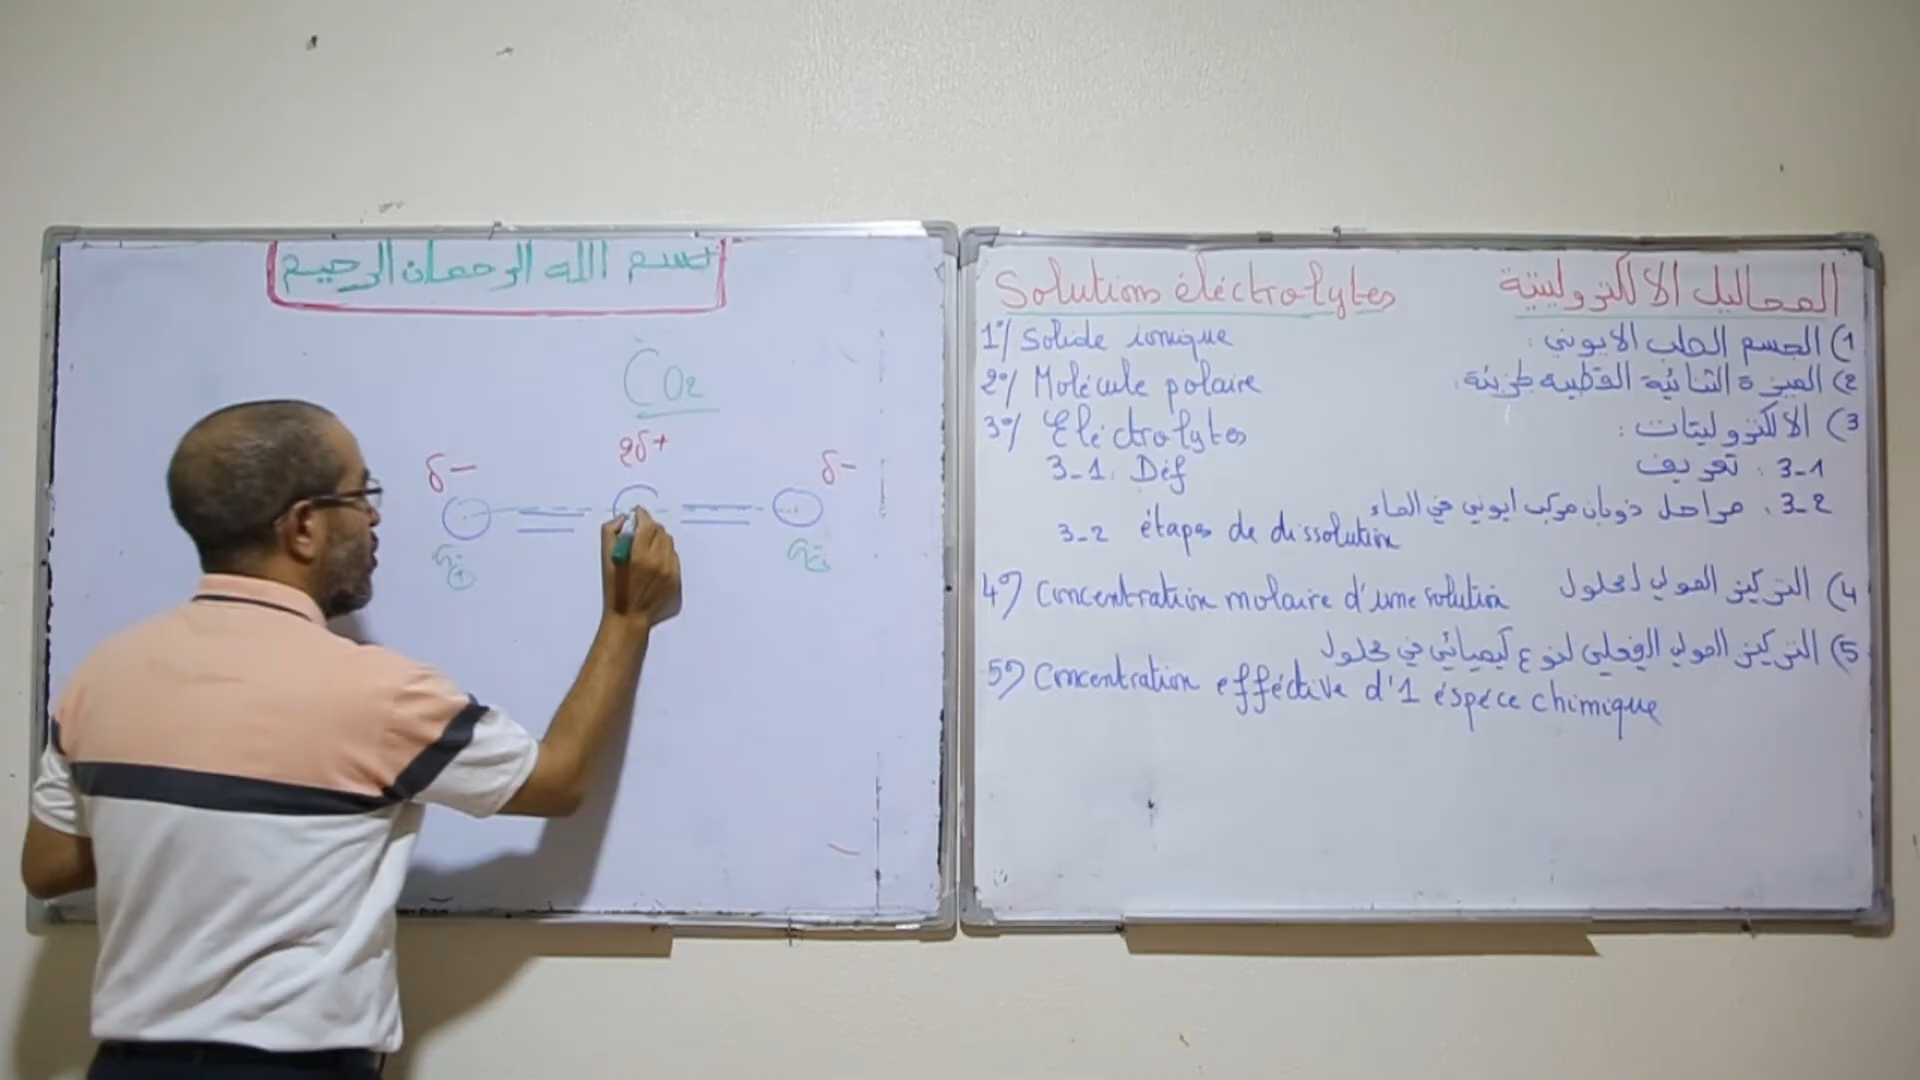 بسم الله الرحمان الرحيم
CO2
δ- 2δ+ δ-
Solutions éléctrolytes المحاليل الالكتروليتية
1°/ Solide ionique 1) الجسم الصلب الايوني :
2°/ Molécule polaire 2) الميزة الثنائية القطبية لجزيئة :
3°/ Eléctrolytes 3) الالكتروليتات :
3-1. Déf 3-1 . تعريف
3-2 . مراحل ذوبان مركب ايوني في الماء
3-2 étapes de dissolution
4°) Concentration molaire d'une solution 4) التركيز المولي لمحلول
5) التركيز المولي الفعلي لنوع كيميائي في محلول
5°) Concentration efféctive d'1 éspéce chimique